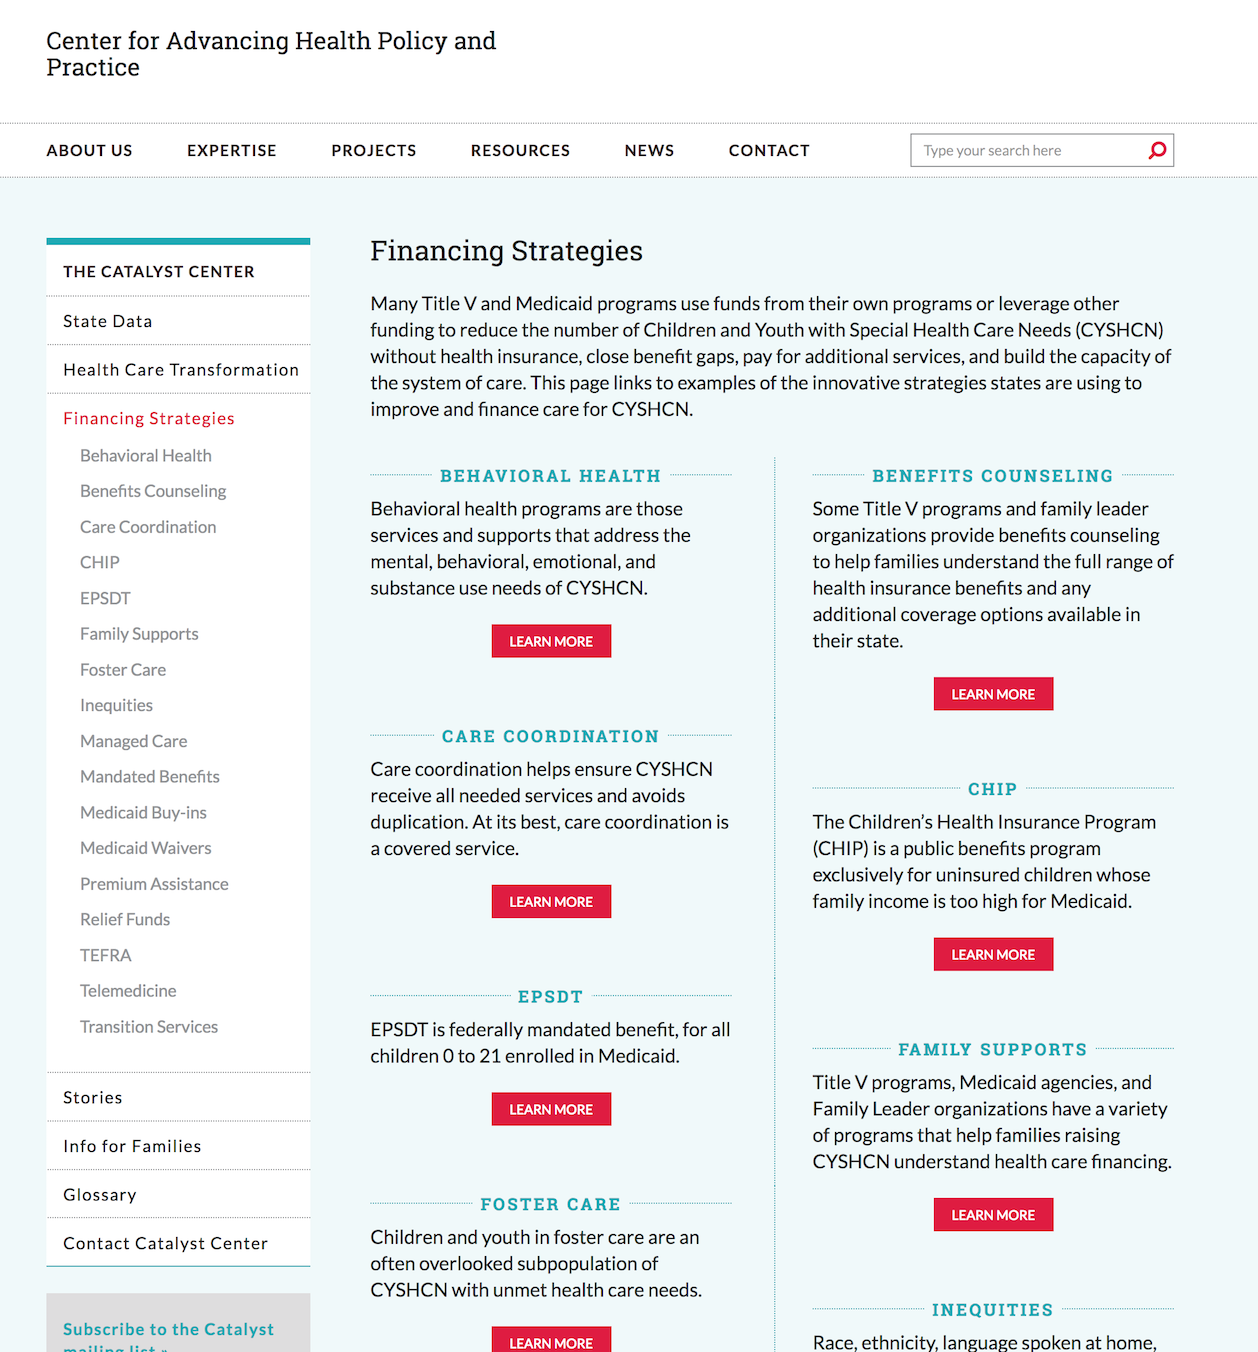 Center for Advancing Health Policy and
Practice
ABOUT US
EXPERTISE
PROJECTS
RESOURCES
NEWS
CONTACT
Type your search here
THE CATALYST CENTER
State Data
Health Care Transformation
Financing Strategies
Behavioral Health
Benefits Counseling
Care Coordination
CHIP
EPSDT
Family Supports
Foster Care
Inequities
Managed Care
Mandated Benefits
Medicaid Buy-ins
Medicaid Waivers
Premium Assistance
Relief Funds
TEFRA
Telemedicine
Transition Services
Stories
Info for Families
Glossary
Contact Catalyst Center
Subscribe to the Catalyst
mailing list »
Financing Strategies
Many Title V and Medicaid programs use funds from their own programs or leverage other
funding to reduce the number of Children and Youth with Special Health Care Needs (CYSHCN)
without health insurance, close benefit gaps, pay for additional services, and build the capacity of
the system of care. This page links to examples of the innovative strategies states are using to
improve and finance care for CYSHCN.
BEHAVIORAL HEALTH
Behavioral health programs are those
services and supports that address the
mental, behavioral, emotional, and
substance use needs of CYSHCN.
LEARN MORE
CARE COORDINATION
Care coordination helps ensure CYSHCN
receive all needed services and avoids
duplication. At its best, care coordination is
a covered service.
LEARN MORE
EPSDT
EPSDT is federally mandated benefit, for all
children 0 to 21 enrolled in Medicaid.
LEARN MORE
FOSTER CARE
Children and youth in foster care are an
often overlooked subpopulation of
CYSHCN with unmet health care needs.
LEARN MORE
BENEFITS COUNSELING
Some Title V programs and family leader
organizations provide benefits counseling
to help families understand the full range of
health insurance benefits and any
additional coverage options available in
their state.
LEARN MORE
CHIP
The Children’s Health Insurance Program
(CHIP) is a public benefits program
exclusively for uninsured children whose
family income is too high for Medicaid.
LEARN MORE
FAMILY SUPPORTS
Title V programs, Medicaid agencies, and
Family Leader organizations have a variety
of programs that help families raising
CYSHCN understand health care financing.
LEARN MORE
INEQUITIES
Race, ethnicity, language spoken at home,